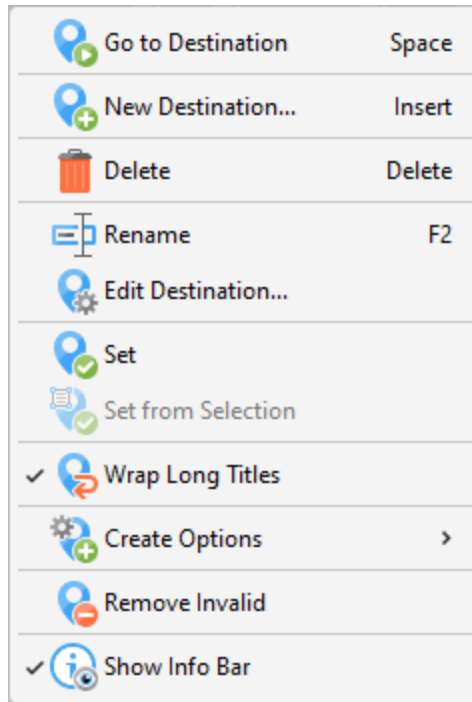 Go to Destination Space
New Destination... Insert
Delete Delete
Rename F2
Edit Destination...
Set
Set from Selection
Wrap Long Titles
Create Options
Remove Invalid
Show Info Bar